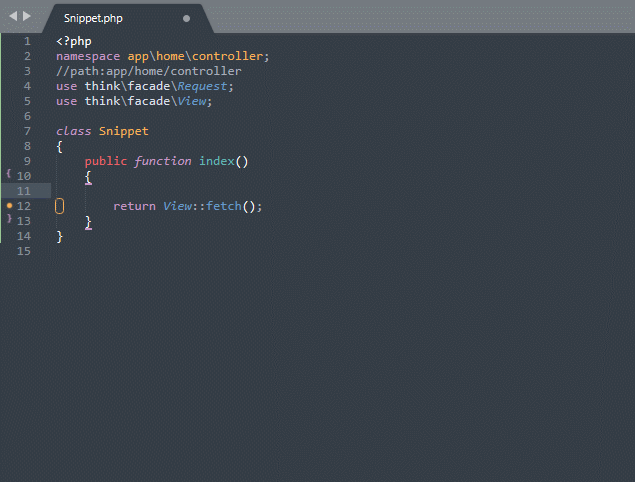 Snippet.php
1 <?php
2 namespace app\home\controller;
3 //path:app/home/controller
4 use think\facade\Request;
5 use think\facade\View;
6
7 class Snippet
8 {
9 public function index()
{ 10 {
11
12 return View::fetch();
} 13 }
14 }
15